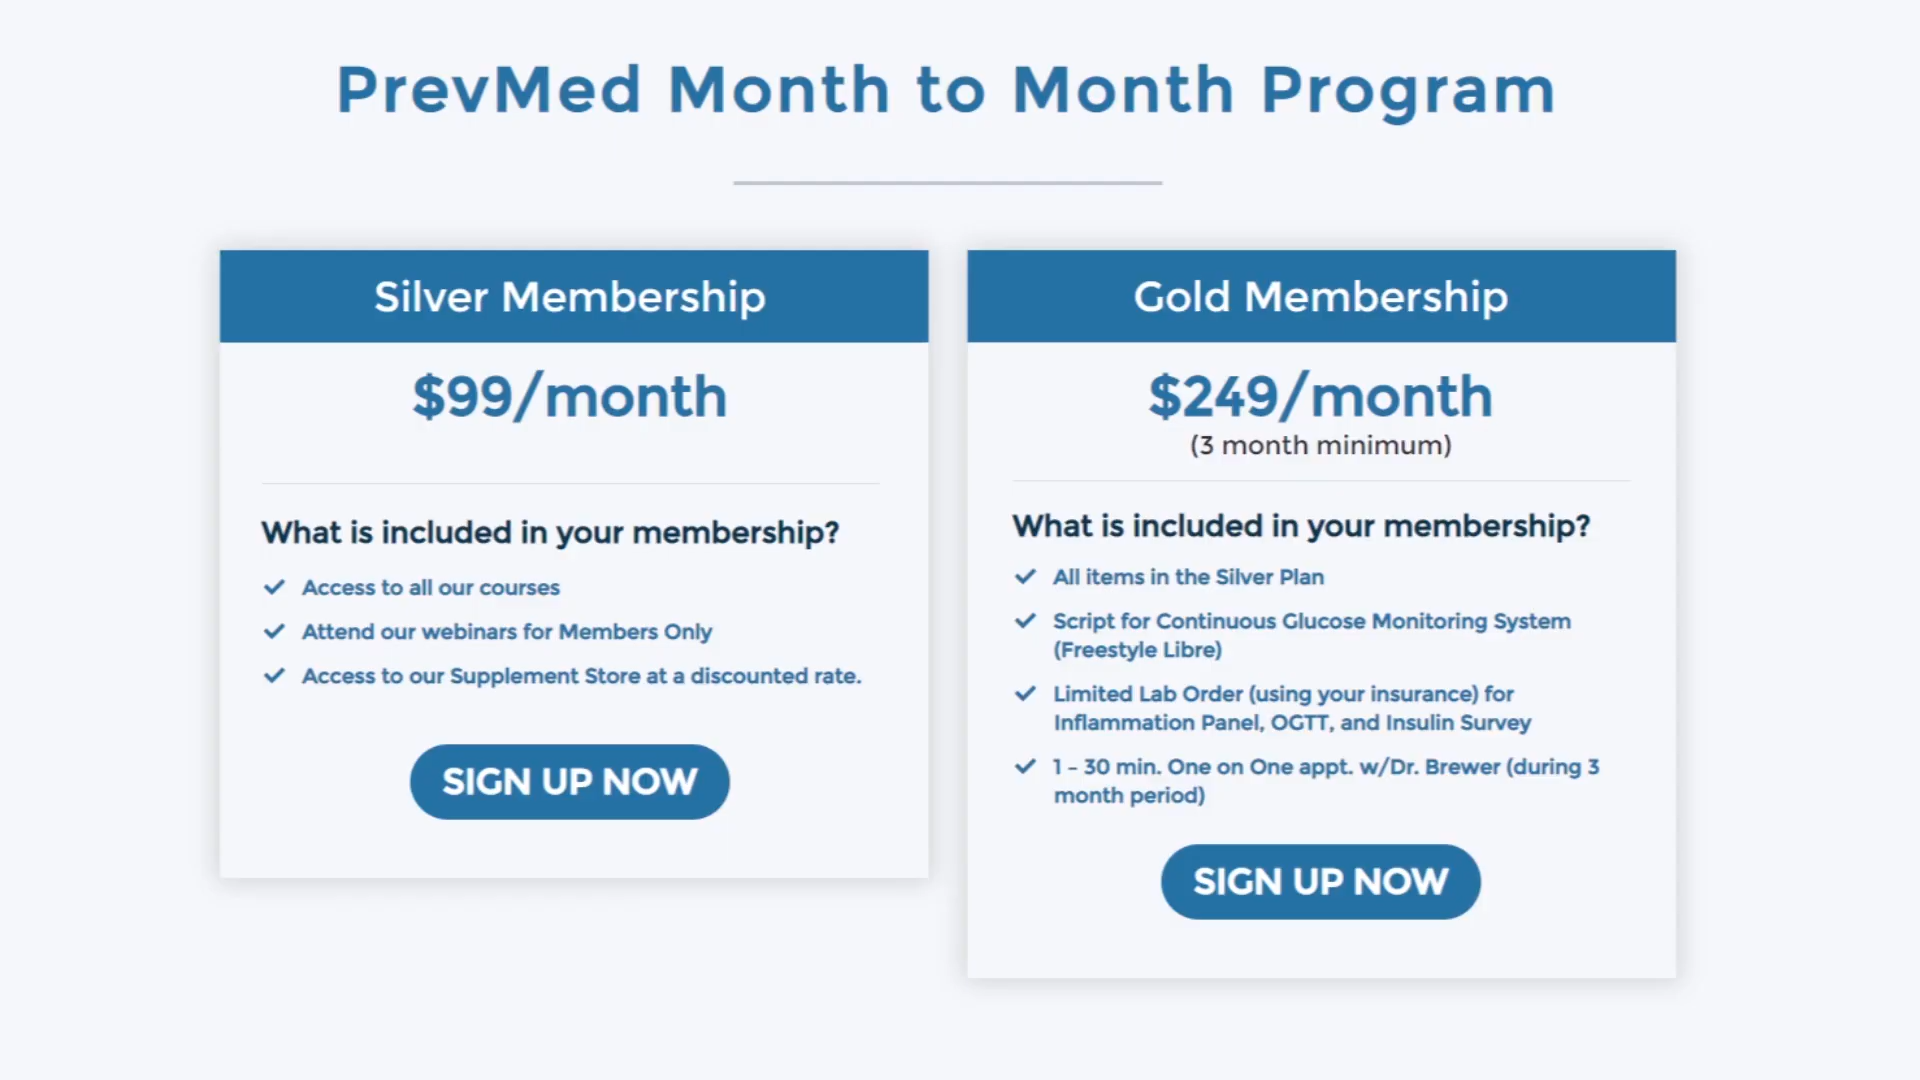 PrevMed Month to Month Program
Silver Membership
$99/month
What is included in your membership?
Access to all our courses
Attend our webinars for Members Only
Access to our Supplement Store at a discounted rate.
SIGN UP NOW
Gold Membership
$249/month
(3 month minimum)
What is included in your membership?
All items in the Silver Plan
Script for Continuous Glucose Monitoring System
(Freestyle Libre)
Limited Lab Order (using your insurance) for
Inflammation Panel, OGTT, and Insulin Survey
1 – 30 min. One on One appt. w/Dr. Brewer (during 3
month period)
SIGN UP NOW